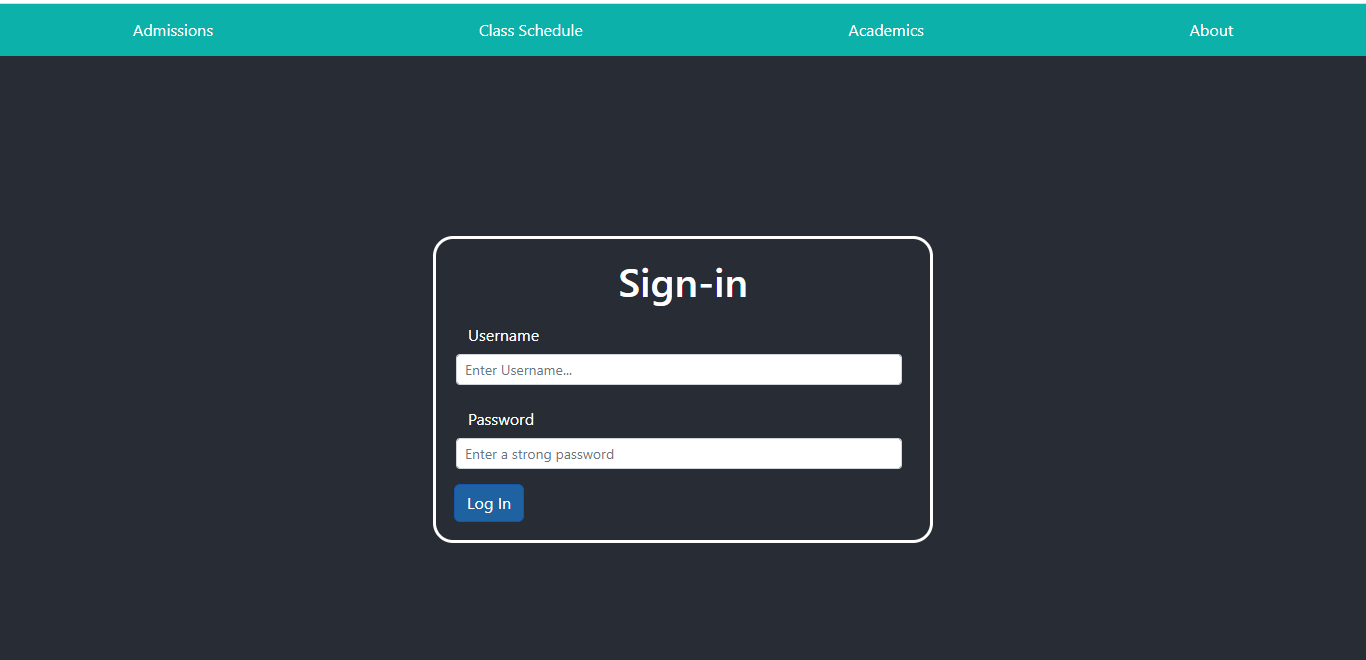 Admissions Class Schedule Academics About
Sign-in
Username
Enter Username...
Password
Enter a strong password
Log In